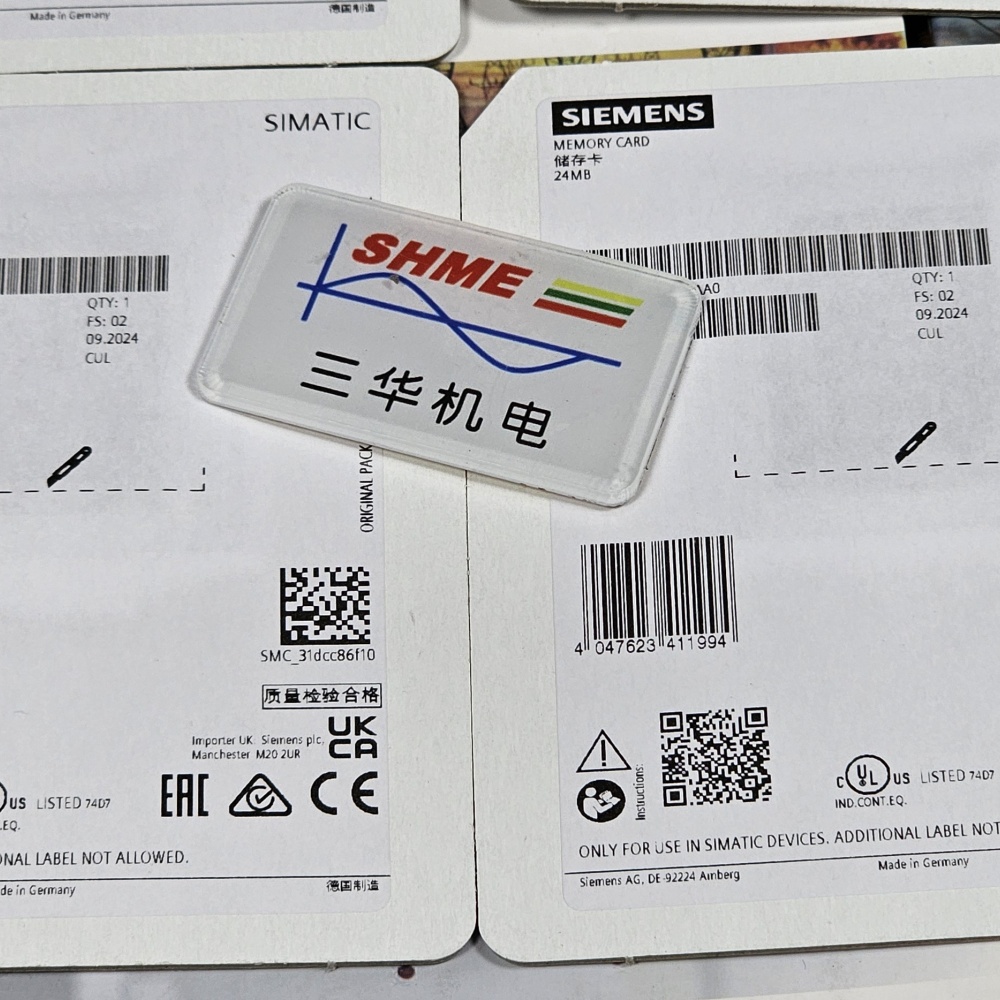 Made in Germany
德国制造
SIMATIC
QTY: 1
FS: 02
09.2024
CUL
ORIGINAL PACK
SMC_31dcc86f10
质量检验合格
Importer UK: Siemens plc,
Manchester M20 2UR
UK
CA
EAC
CE
US LISTED 74D7
.EQ.
NAL LABEL NOT ALLOWED.
de in Germany
德国制造
SHME
三华机电
SIEMENS
MEMORY CARD
储存卡
24MB
AA0
QTY: 1
FS: 02
09.2024
CUL
4 047623 411994
Instructions:
C UL US LISTED 74D7
IND.CONT.EQ.
ONLY FOR USE IN SIMATIC DEVICES. ADDITIONAL LABEL NOT
Siemens AG, DE-92224 Amberg
Made in Germany